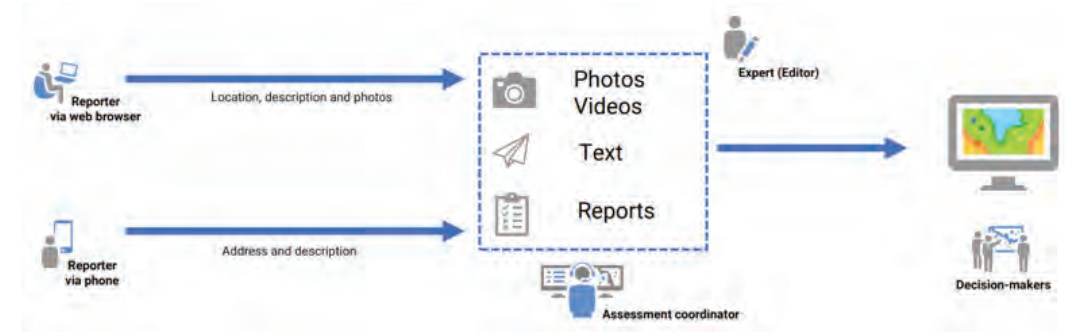 Reporter
via web browser
Location, description and photos
Reporter
via phone
Address and description
Photos
Videos
Text
Reports
Assessment coordinator
Expert (Editor)
Decision-makers